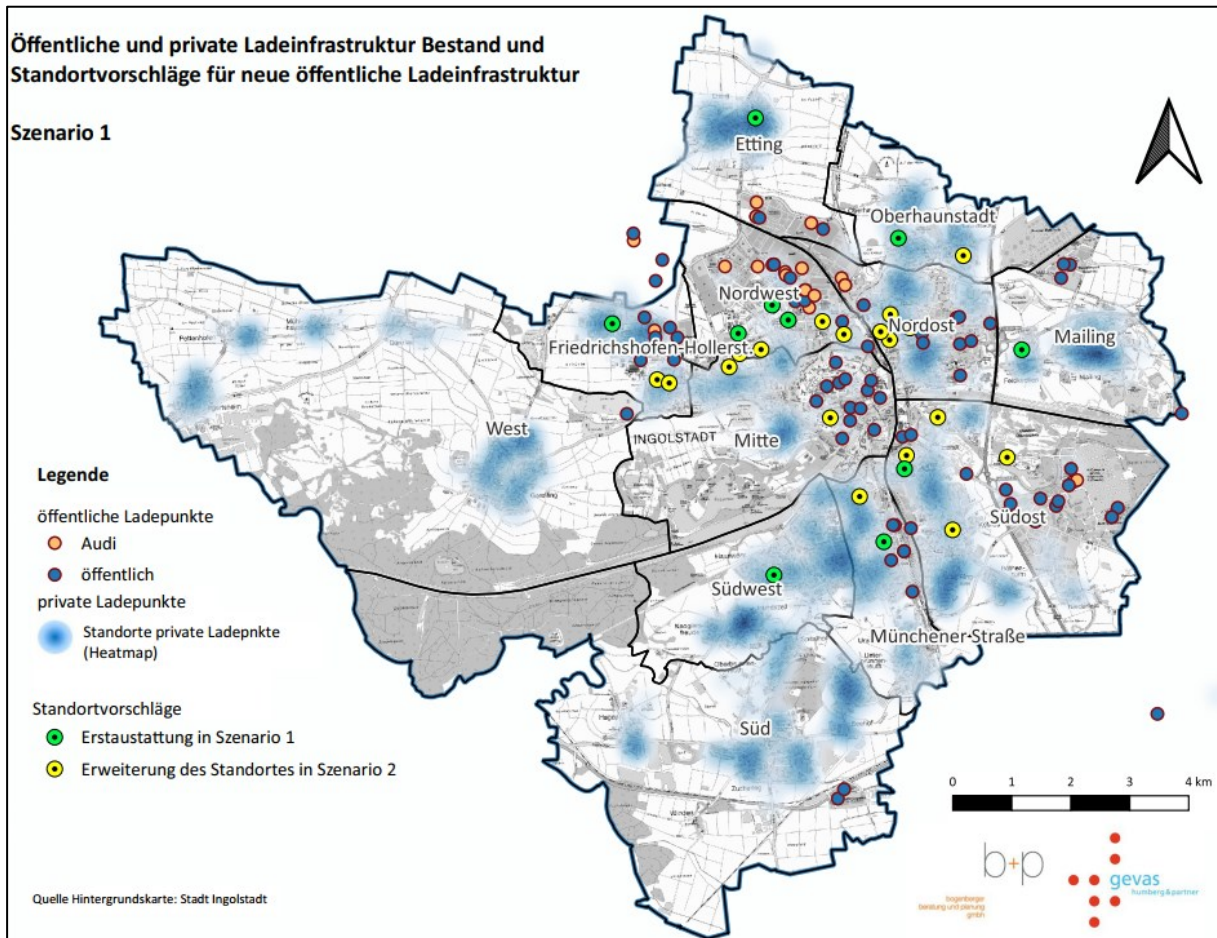 Öffentliche und private Ladeinfrastruktur Bestand und
Standortvorschläge für neue öffentliche Ladeinfrastruktur
Szenario 1
Etting
Oberhaunstadt
Nordwest
Nordost
Mailing
Friedrichshofen-Hollerst.
West
INGOLSTADT
Mitte
Südost
Südwest
Münchener Straße
Süd
Legende
öffentliche Ladepunkte
Audi
öffentlich
private Ladepunkte
Standorte private Ladepnkte
(Heatmap)
Standortvorschläge
Erstaustattung in Szenario 1
Erweiterung des Standortes in Szenario 2
0 1 2 3 4 km
b+p
bogenberger
beratung und planung
gmbh
gevas
humberg&partner
Quelle Hintergrundskarte: Stadt Ingolstadt